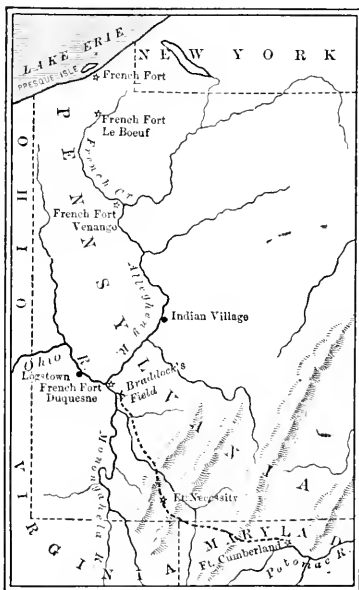 LAKE ERIE
NEW YORK
PRESQUE ISLE
French Fort
French Fort
Le Boeuf
French Cr.
OHIO
PENNSYLVANIA
French Fort
Venango
Allegheny R.
Indian Village
Ohio R.
Logstown
French Fort
Duquesne
Braddock's
Field
Monongahela R.
Ft. Necessity
VIRGINIA
MARYLAND
Ft. Cumberland
Potomac R.